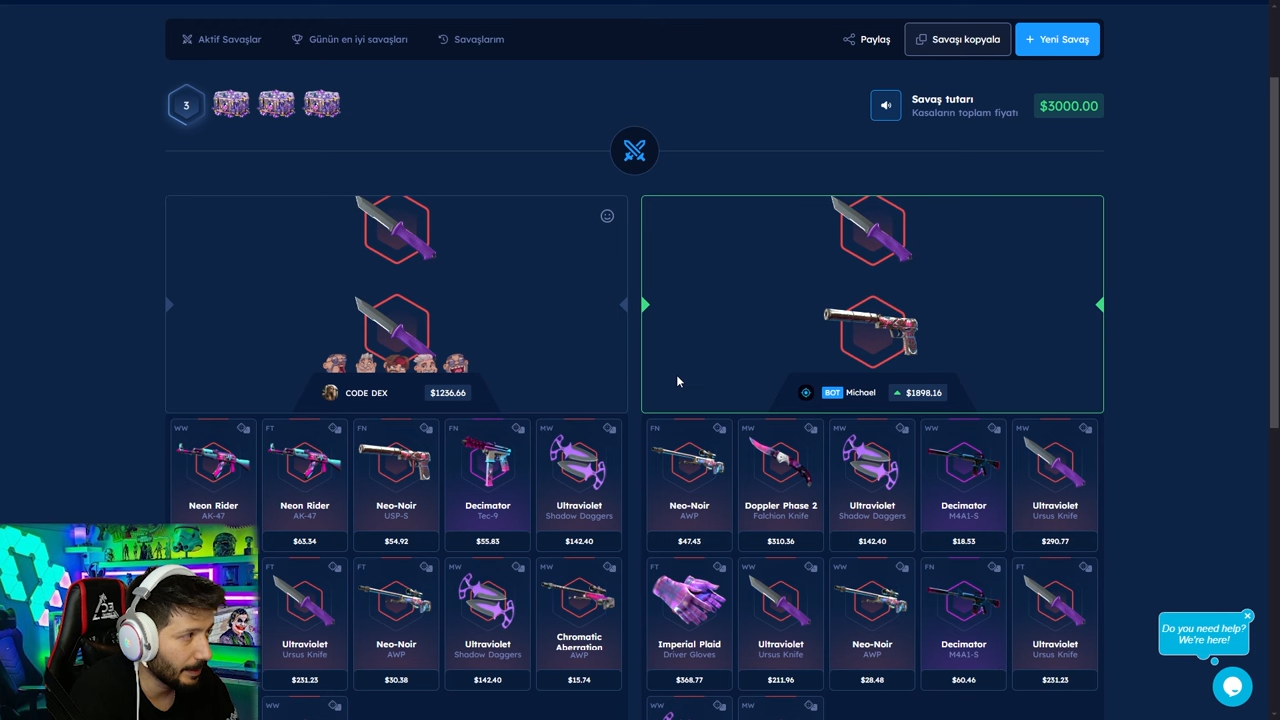 Aktif Savaşlar
Günün en iyi savaşları
Savaşlarım
Paylaş
Savaşı kopyala
+ Yeni Savaş
3
Savaş tutarı
Kasaların toplam fiyatı
$3000.00
CODE DEX
$1236.66
BOT Michael
$1898.16
WW
Neon Rider
AK-47
FT
Neon Rider
AK-47
$63.34
FN
Neo-Noir
USP-S
$54.92
FN
Decimator
Tec-9
$55.83
MW
Ultraviolet
Shadow Daggers
$142.40
FN
Neo-Noir
AWP
$47.43
MW
Doppler Phase 2
Falchion Knife
$310.36
MW
Ultraviolet
Shadow Daggers
$142.40
WW
Decimator
M4A1-S
$18.53
MW
Ultraviolet
Ursus Knife
$290.77
FT
Ultraviolet
Ursus Knife
$231.23
FT
Neo-Noir
AWP
$30.38
MW
Ultraviolet
Shadow Daggers
$142.40
MW
Chromatic
Aberration
AWP
$15.74
FT
Imperial Plaid
Driver Gloves
$368.77
WW
Ultraviolet
Ursus Knife
$211.96
WW
Neo-Noir
AWP
$28.48
FN
Decimator
M4A1-S
$60.46
FT
Ultraviolet
Ursus Knife
$231.23
WW
WW
MW
Do you need help?
We're here!